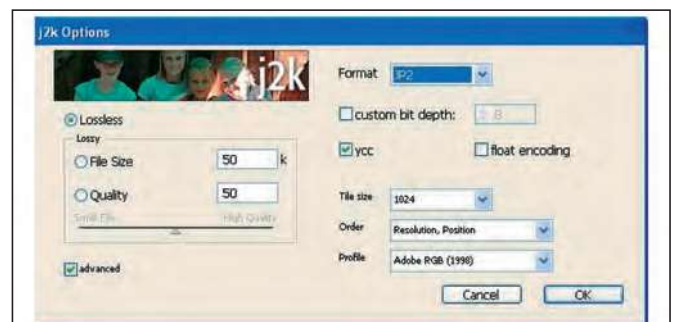 j2k Options
j2k
Lossless
Lossy
File Size 50 k
Quality 50
Small File High Quality
advanced
Format JP2
custom bit depth: 8
ycc float encoding
Tile size 1024
Order Resolution, Position
Profile Adobe RGB (1998)
Cancel OK